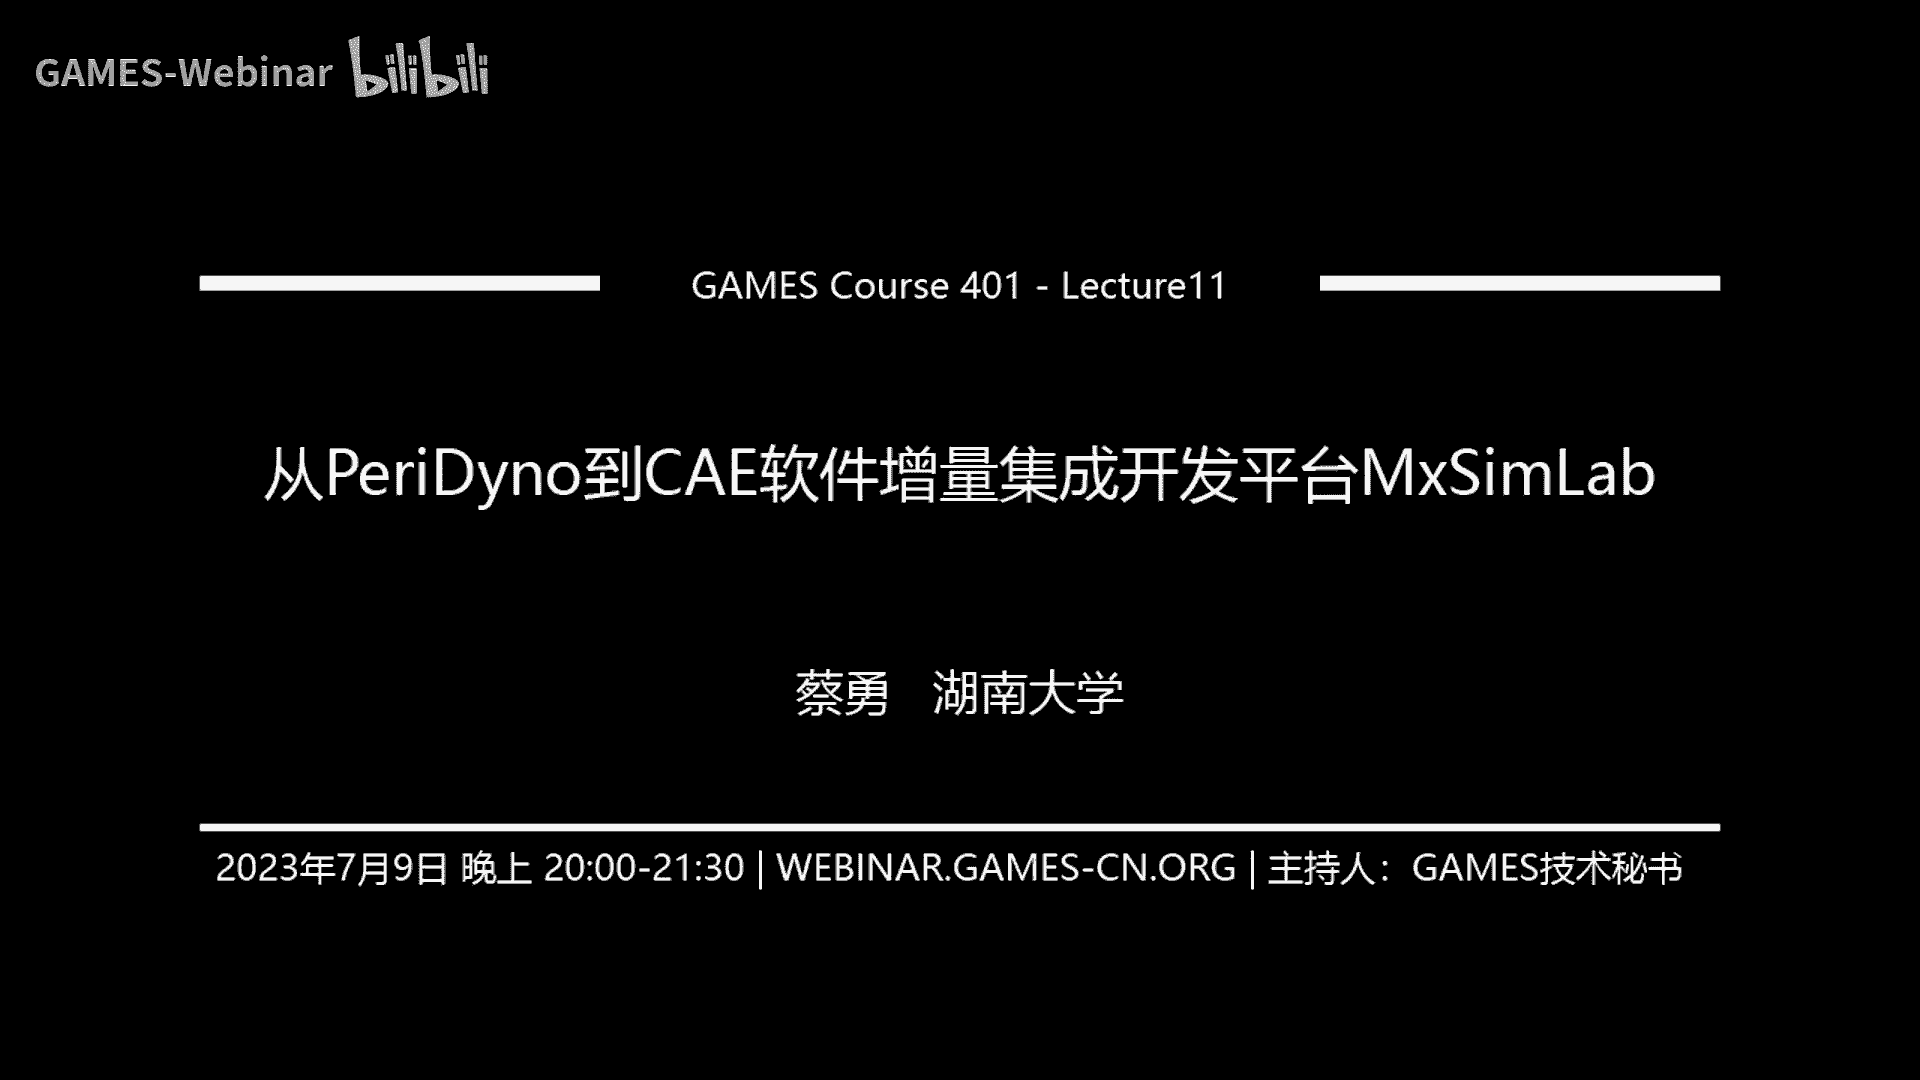 GAMES-Webinar bilibili
GAMES Course 401 - Lecture11
从PeriDyno到CAE软件增量集成开发平台MxSimLab
蔡勇 湖南大学
2023年7月9日 晚上 20:00-21:30 | WEBINAR.GAMES-CN.ORG | 主持人：GAMES技术秘书